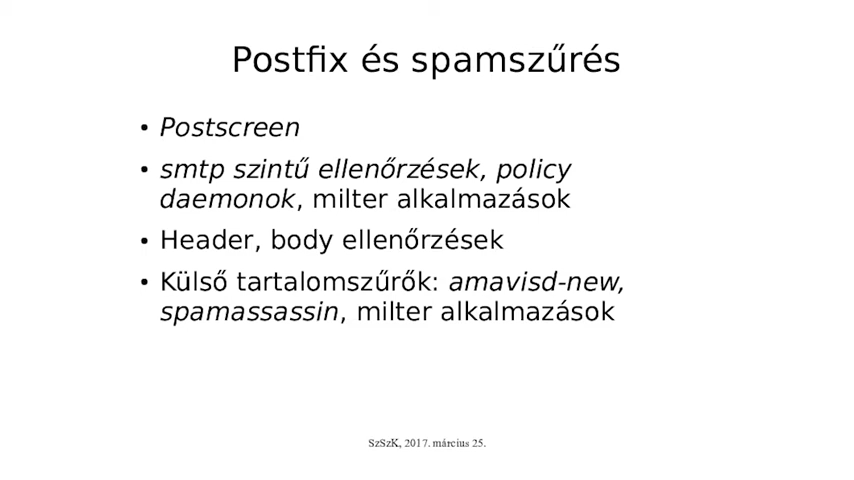 Postfix és spamszűrés
• Postscreen
• smtp szintű ellenőrzések, policy
daemonok, milter alkalmazások
• Header, body ellenőrzések
• Külső tartalomszűrők: amavisd-new,
spamassassin, milter alkalmazások
SzSzK, 2017. március 25.